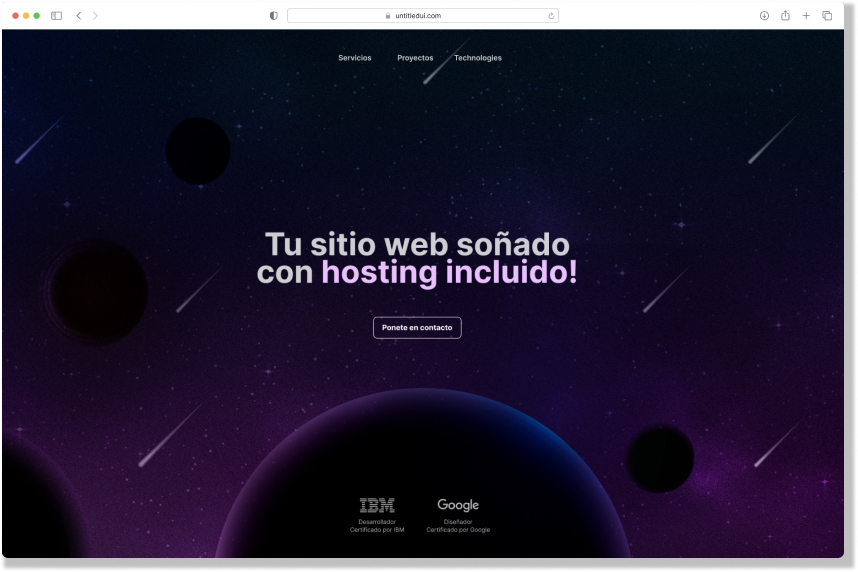 untitledui.com
Servicios Proyectos Technologies
Tu sitio web soñado
con hosting incluido!
Ponete en contacto
IBM Google
Desarrollador Diseñador
Certificado por IBM Certificado por Google